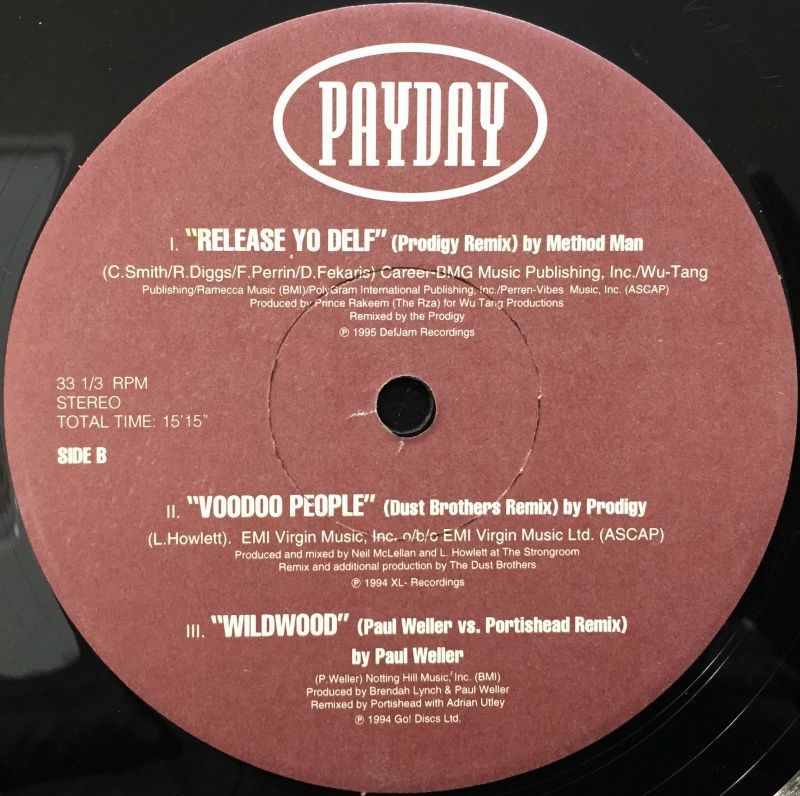 PAYDAY
I. "RELEASE YO DELF" (Prodigy Remix) by Method Man
(C.Smith/R.Diggs/F.Perrin/D.Fekaris) Career-BMG Music Publishing, Inc./Wu-Tang
Publishing/Ramecca Music (BMI)/PolyGram International Publishing, Inc./Perren-Vibes Music, Inc. (ASCAP)
Produced by Prince Rakeem (The Rza) for Wu Tang Productions
Remixed by the Prodigy
℗ 1995 DefJam Recordings
33 1/3 RPM
STEREO
TOTAL TIME: 15'15"
SIDE B
II. "VOODOO PEOPLE" (Dust Brothers Remix) by Prodigy
(L.Howlett). EMI Virgin Music, Inc. o/b/o EMI Virgin Music Ltd. (ASCAP)
Produced and mixed by Neil McLellan and L. Howlett at The Strongroom
Remix and additional production by The Dust Brothers
℗ 1994 XL- Recordings
III. "WILDWOOD" (Paul Weller vs. Portishead Remix)
by Paul Weller
(P.Weller) Notting Hill Music, Inc. (BMI)
Produced by Brendah Lynch & Paul Weller
Remixed by Portishead with Adrian Utley
℗ 1994 Go! Discs Ltd.